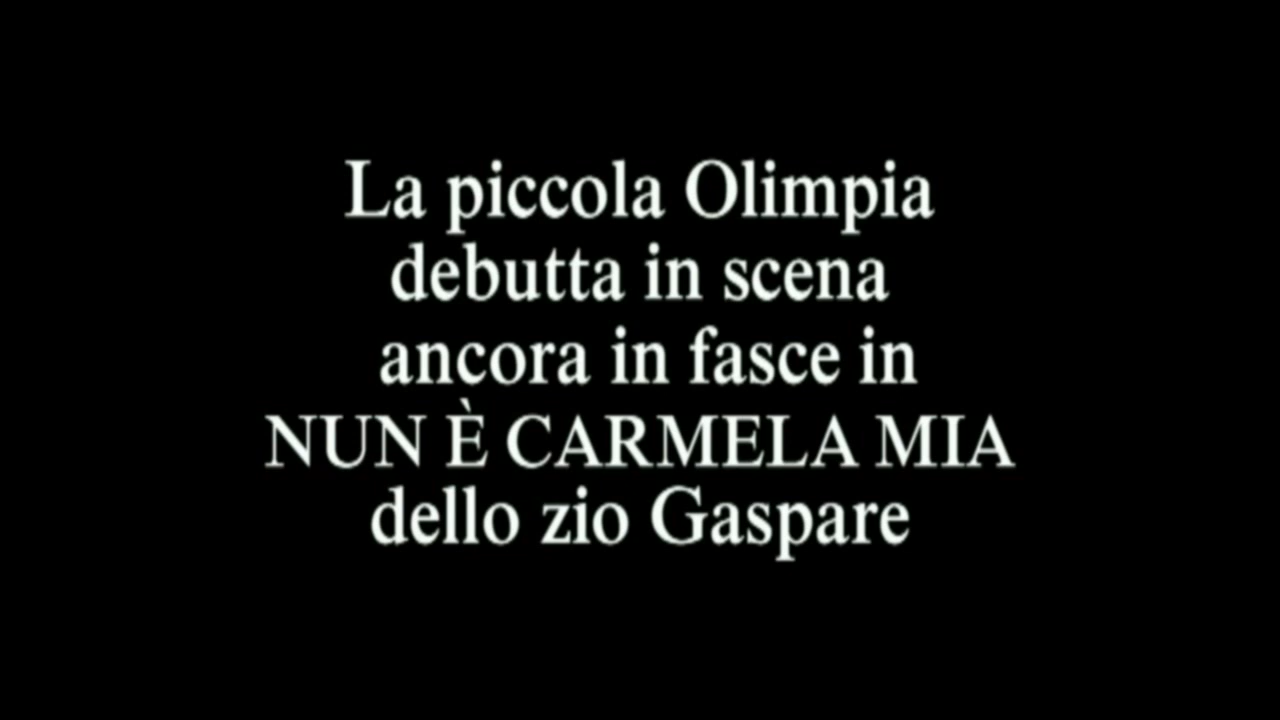 La piccola Olimpia
debutta in scena
ancora in fasce in
NUN È CARMELA MIA
dello zio Gaspare